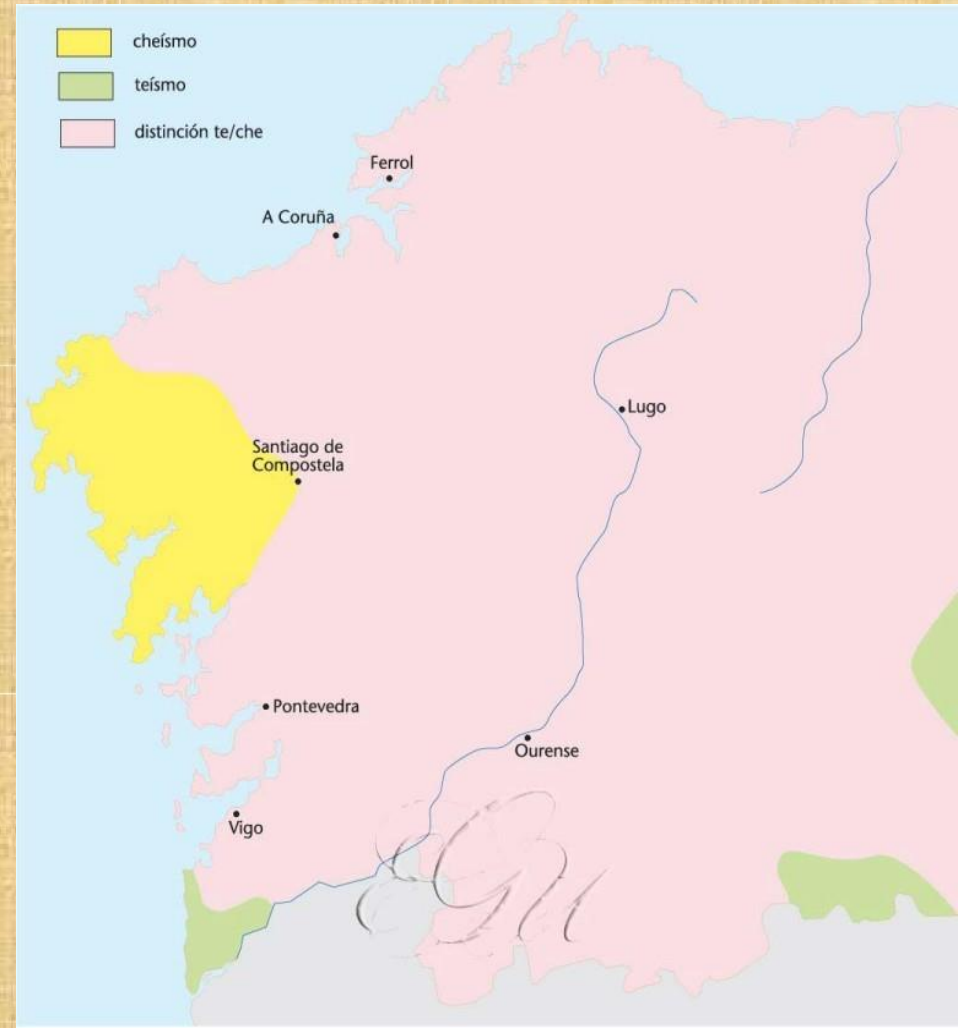 cheísmo
teísmo
distinción te/che
Ferrol
A Coruña
Lugo
Santiago de
Compostela
Pontevedra
Ourense
Vigo